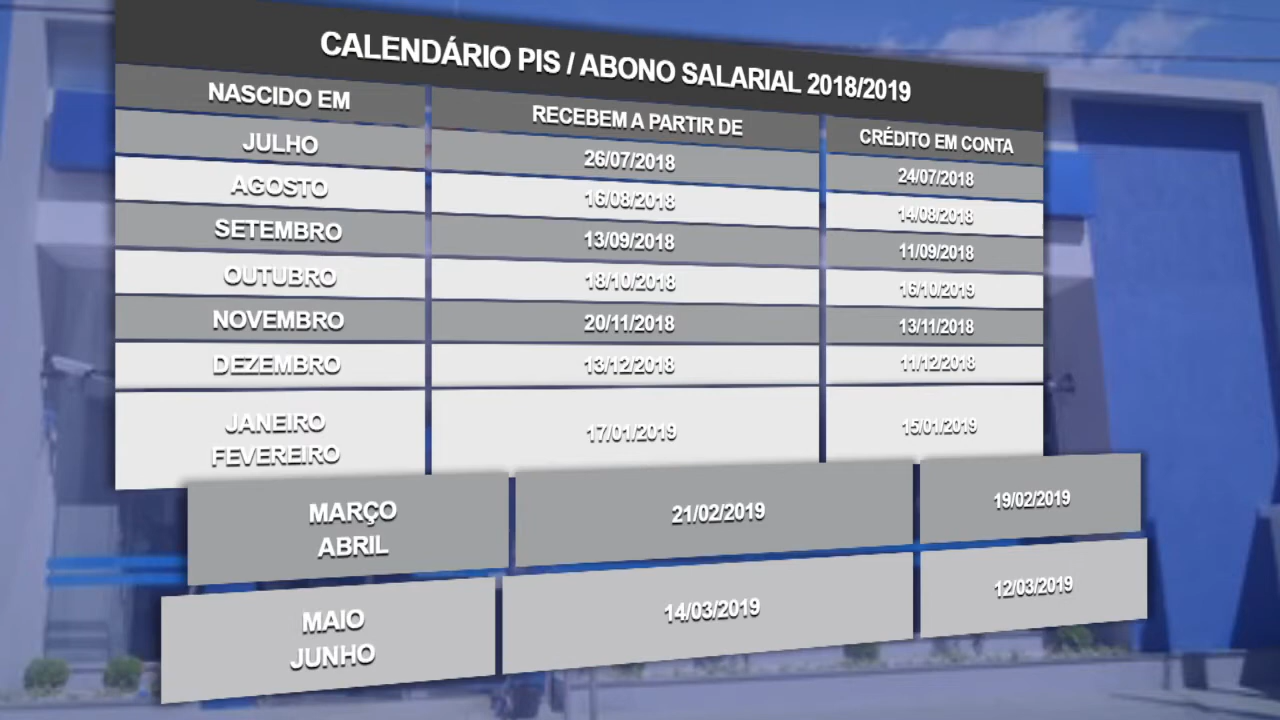 CALENDÁRIO PIS / ABONO SALARIAL 2018/2019
NASCIDO EM RECEBEM A PARTIR DE CRÉDITO EM CONTA
JULHO 26/07/2018 24/07/2018
AGOSTO 16/08/2018 14/08/2018
SETEMBRO 13/09/2018 11/09/2018
OUTUBRO 18/10/2018 16/10/2019
NOVEMBRO 20/11/2018 13/11/2018
DEZEMBRO 13/12/2018 11/12/2018
JANEIRO
FEVEREIRO
17/01/2019 15/01/2019
MARÇO
ABRIL
21/02/2019 19/02/2019
MAIO
JUNHO
14/03/2019 12/03/2019